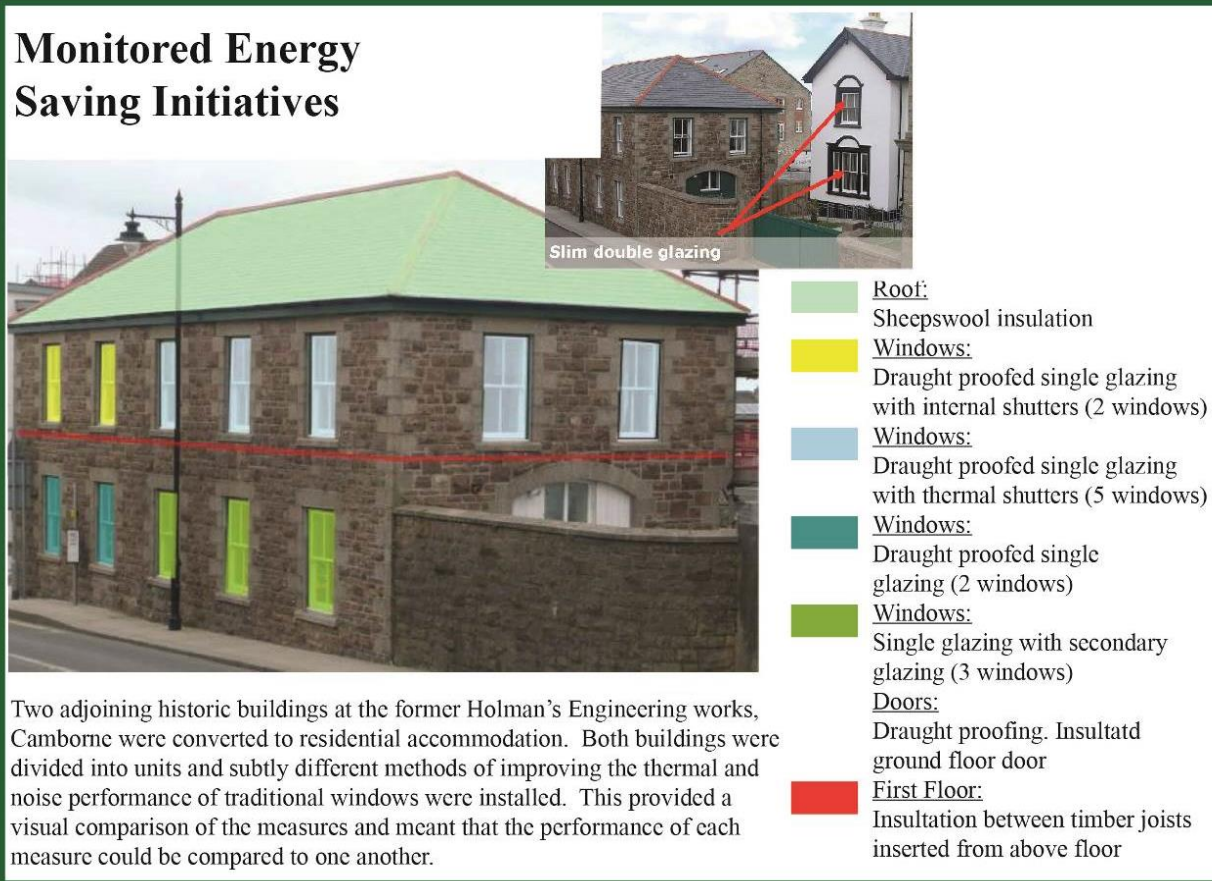 Monitored Energy
Saving Initiatives
Slim double glazing
Roof:
Sheepswool insulation
Windows:
Draught proofed single glazing
with internal shutters (2 windows)
Windows:
Draught proofed single glazing
with thermal shutters (5 windows)
Windows:
Draught proofed single
glazing (2 windows)
Windows:
Single glazing with secondary
glazing (3 windows)
Doors:
Draught proofing. Insultatd
ground floor door
First Floor:
Insultation between timber joists
inserted from above floor
Two adjoining historic buildings at the former Holman's Engineering works,
Camborne were converted to residential accommodation. Both buildings were
divided into units and subtly different methods of improving the thermal and
noise performance of traditional windows were installed. This provided a
visual comparison of the measures and meant that the performance of each
measure could be compared to one another.